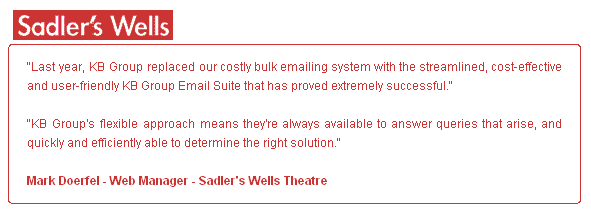 Sadler's Wells
"Last year, KB Group replaced our costly bulk emailing system with the streamlined, cost-effective
and user-friendly KB Group Email Suite that has proved extremely successful."
"KB Group's flexible approach means they're always available to answer queries that arise, and
quickly and efficiently able to determine the right solution."
Mark Doerfel - Web Manager - Sadler's Wells Theatre